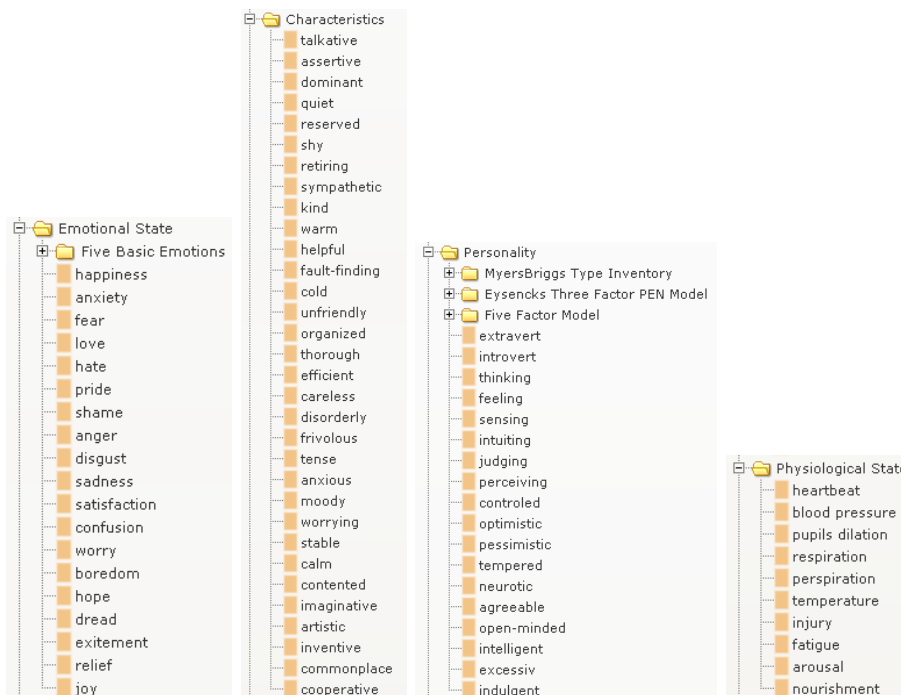 Emotional State
Five Basic Emotions
happiness
anxiety
fear
love
hate
pride
shame
anger
disgust
sadness
satisfaction
confusion
worry
boredom
hope
dread
exitement
relief
joy
Characteristics
talkative
assertive
dominant
quiet
reserved
shy
retiring
sympathetic
kind
warm
helpful
fault-finding
cold
unfriendly
organized
thorough
efficient
careless
disorderly
frivolous
tense
anxious
moody
worrying
stable
calm
contented
imaginative
artistic
inventive
commonplace
cooperative
Personality
MyersBriggs Type Inventory
Eysencks Three Factor PEN Model
Five Factor Model
extravert
introvert
thinking
feeling
sensing
intuiting
judging
perceiving
controled
optimistic
pessimistic
tempered
neurotic
agreeable
open-minded
intelligent
excessiv
indulgent
Physiological State
heartbeat
blood pressure
pupils dilation
respiration
perspiration
temperature
injury
fatigue
arousal
nourishment